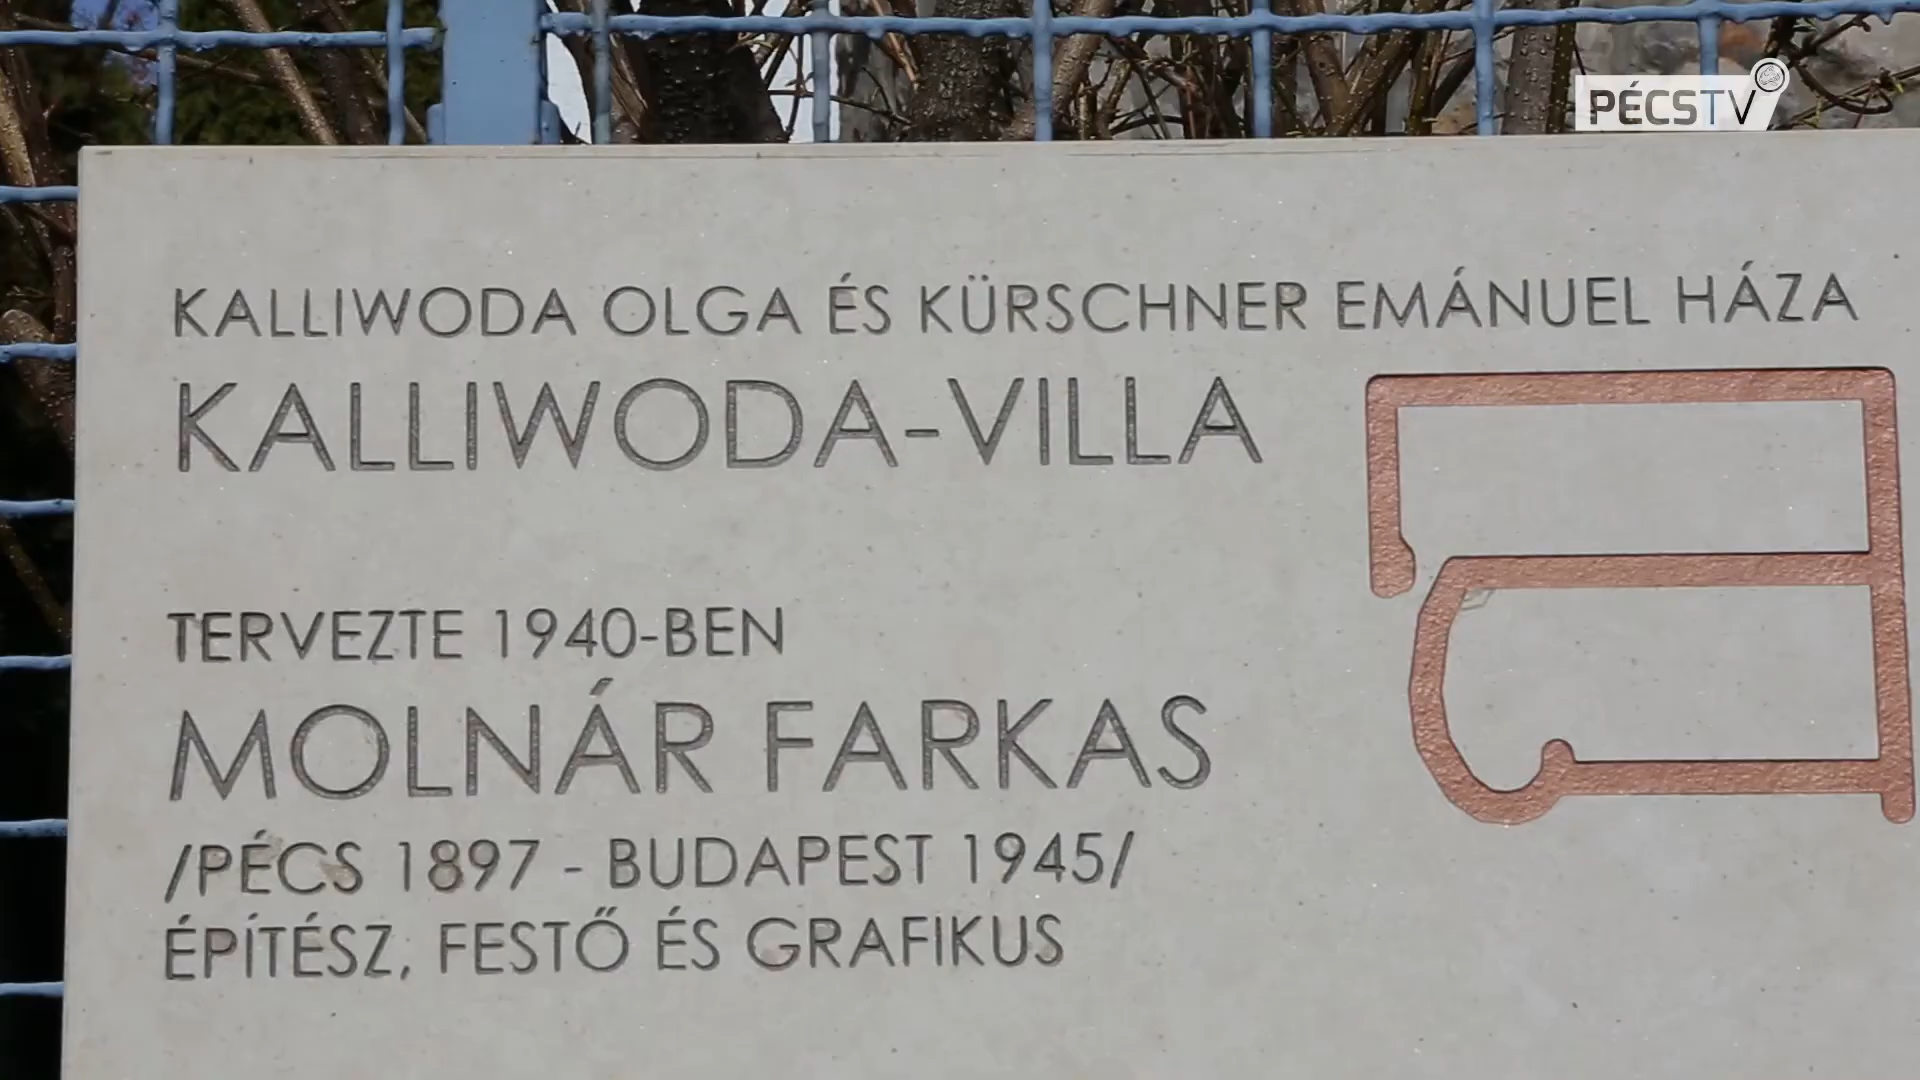 PÉCSTV
KALLIWODA OLGA ÉS KÜRSCHNER EMÁNUEL HÁZA
KALLIWODA-VILLA
TERVEZTE 1940-BEN
MOLNÁR FARKAS
/PÉCS 1897 - BUDAPEST 1945/
ÉPÍTÉSZ, FESTŐ ÉS GRAFIKUS